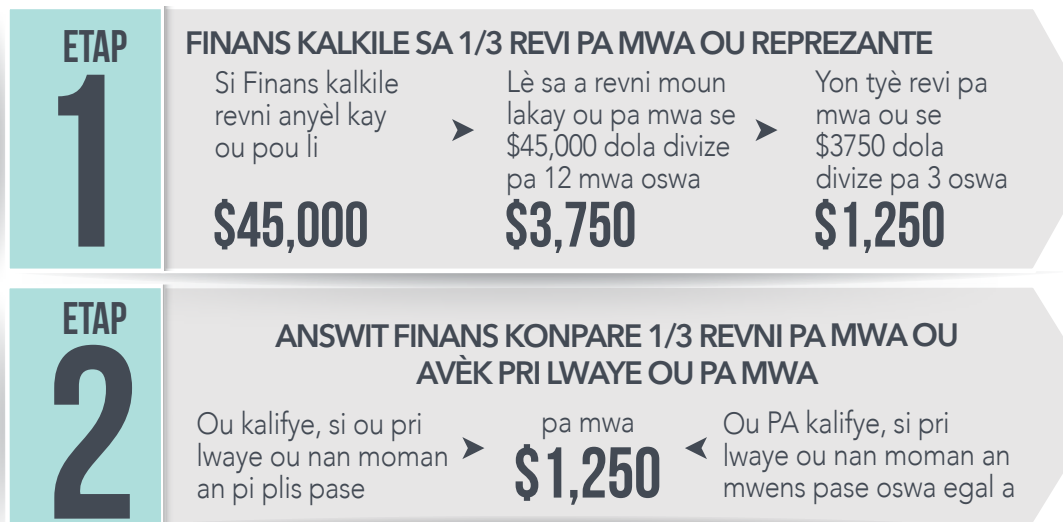 ETAP
1
FINANS KALKILE SA 1/3 REVI PA MWA OU REPREZANTE
Si Finans kalkile
revni anyèl kay
ou pou li
$45,000
Lè sa a revni moun
lakay ou pa mwa se
$45,000 dola divize
pa 12 mwa oswa
$3,750
Yon tyè revi pa
mwa ou se
$3750 dola
divize pa 3 oswa
$1,250
ETAP
2
ANSWIT FINANS KONPARE 1/3 REVNI PA MWA OU
AVÈK PRI LWAYE OU PA MWA
Ou kalifye, si ou pri
lwaye ou nan moman
an pi plis pase
pa mwa
$1,250
Ou PA kalifye, si pri
lwaye ou nan moman an
mwens pase oswa egal a